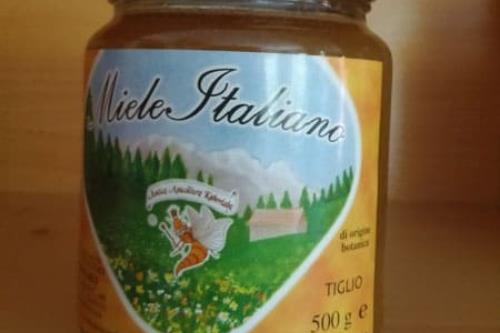 Miele Italiano
di origine
botanica
TIGLIO
500 g e